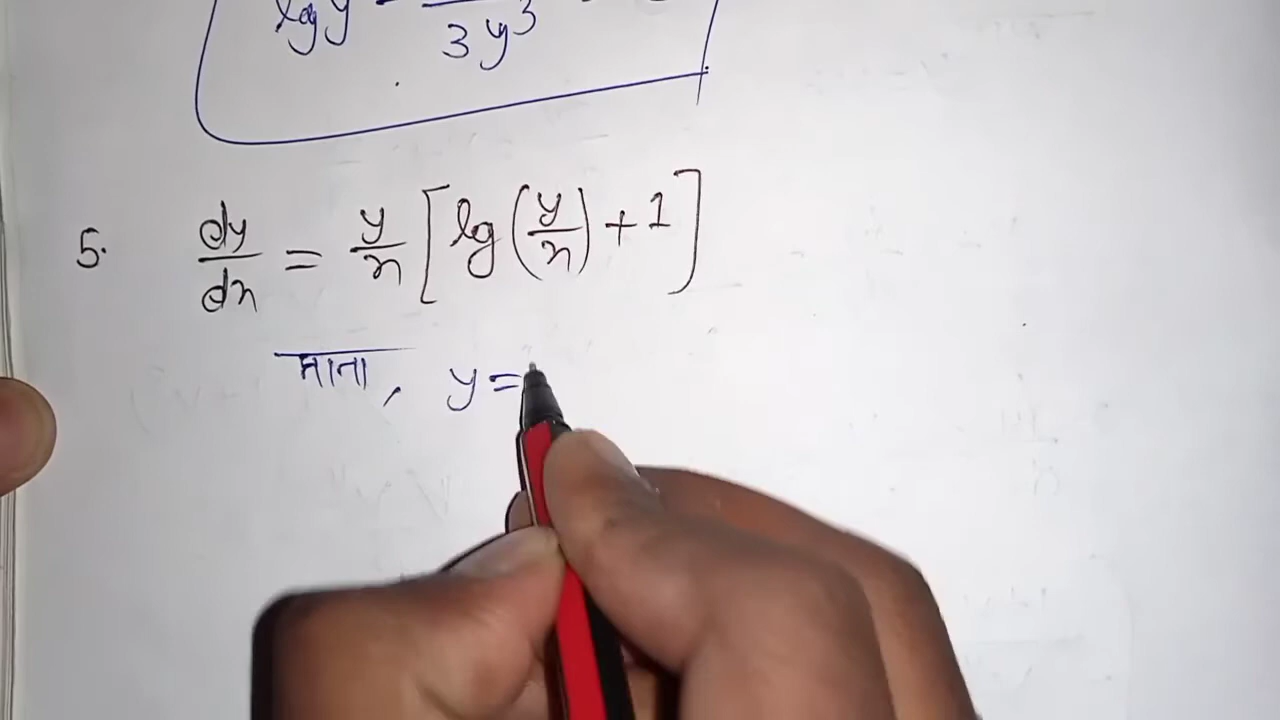 log y - 3y³
5. dy/dx = y/x [log(y/x) + 1]
माना, y =